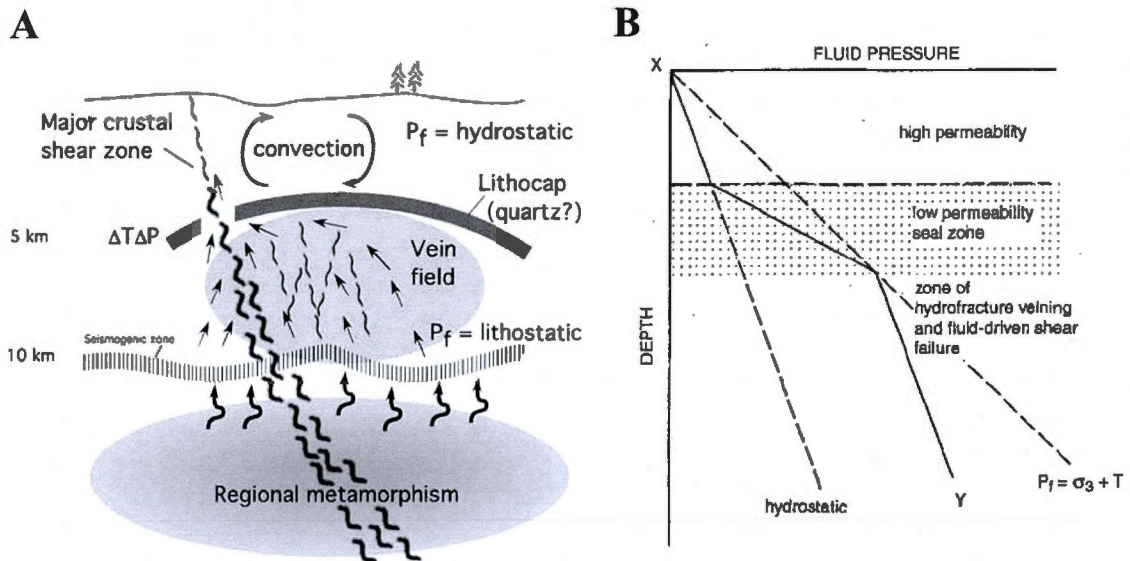 A
Major crustal
shear zone
convection
Pf = hydrostatic
Lithocap
(quartz?)
5 km
ΔTΔP
Vein
field
Pf = lithostatic
Seismogenic zone
10 km
Regional metamorphism
B
FLUID PRESSURE
X
high permeability
low permeability
seal zone
zone of
hydrofracture veining
and fluid-driven shear
failure
DEPTH
hydrostatic
Y
Pf = σ3 + T